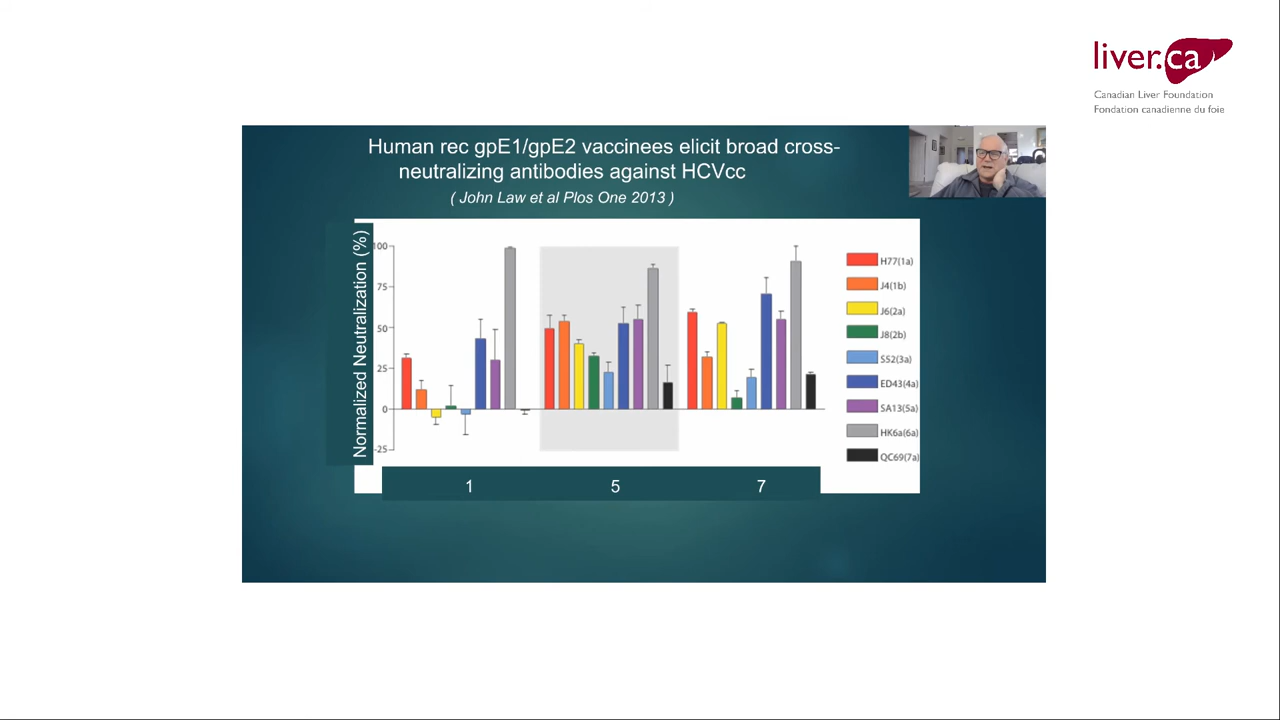 liver.ca
Canadian Liver Foundation
Fondation canadienne du foie
Human rec gpE1/gpE2 vaccinees elicit broad cross-
neutralizing antibodies against HCVcc
( John Law et al Plos One 2013 )
Normalized Neutralization (%)
100
75
50
25
0
-25
H77(1a)
J4(1b)
J6(2a)
J8(2b)
S52(3a)
ED43(4a)
SA13(5a)
HK6a(6a)
QC69(7a)
1 5 7